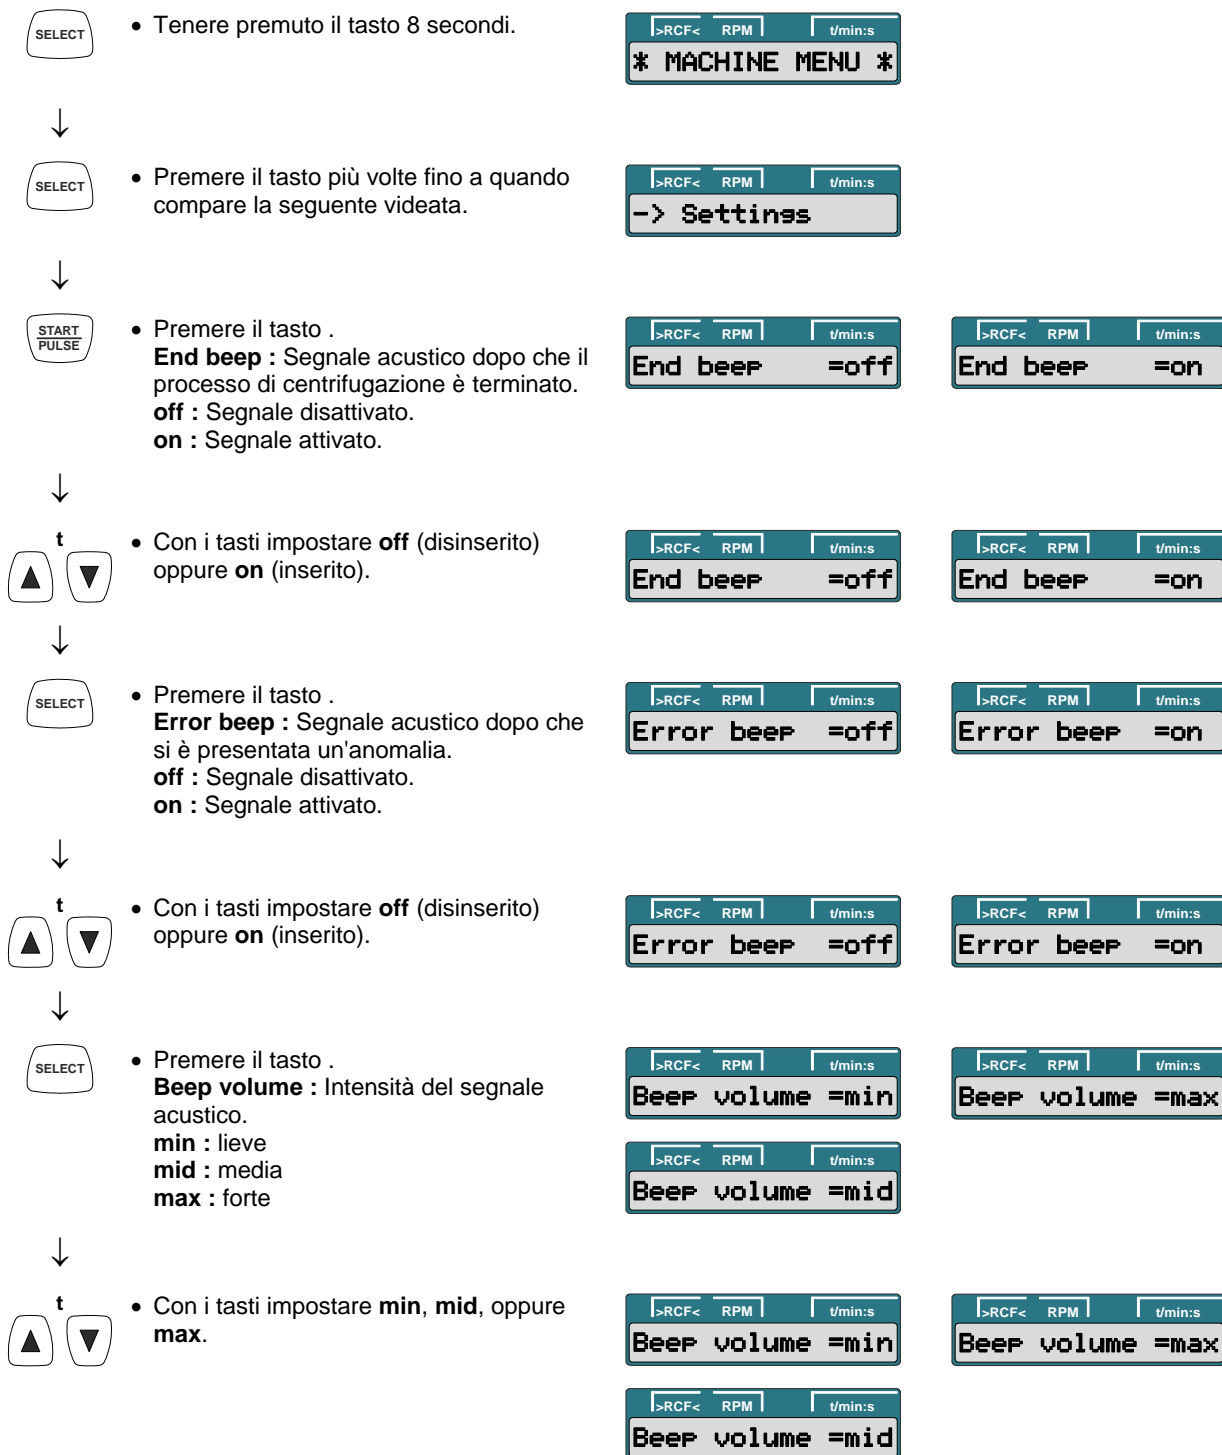 SELECT
• Tenere premuto il tasto 8 secondi.
>RCF< RPM t/min:s
* MACHINE MENU *
↓
SELECT
• Premere il tasto più volte fino a quando
compare la seguente videata.
>RCF< RPM t/min:s
-> Settings
↓
START
PULSE
• Premere il tasto .
End beep : Segnale acustico dopo che il
processo di centrifugazione è terminato.
off : Segnale disattivato.
on : Segnale attivato.
>RCF< RPM t/min:s
End beep =off
>RCF< RPM t/min:s
End beep =on
↓
t
▲ ▼
• Con i tasti impostare off (disinserito)
oppure on (inserito).
>RCF< RPM t/min:s
End beep =off
>RCF< RPM t/min:s
End beep =on
↓
SELECT
• Premere il tasto .
Error beep : Segnale acustico dopo che
si è presentata un'anomalia.
off : Segnale disattivato.
on : Segnale attivato.
>RCF< RPM t/min:s
Error beep =off
>RCF< RPM t/min:s
Error beep =on
↓
t
▲ ▼
• Con i tasti impostare off (disinserito)
oppure on (inserito).
>RCF< RPM t/min:s
Error beep =off
>RCF< RPM t/min:s
Error beep =on
↓
SELECT
• Premere il tasto .
Beep volume : Intensità del segnale
acustico.
min : lieve
mid : media
max : forte
>RCF< RPM t/min:s
Beep volume =min
>RCF< RPM t/min:s
Beep volume =max
>RCF< RPM t/min:s
Beep volume =mid
↓
t
▲ ▼
• Con i tasti impostare min, mid, oppure
max.
>RCF< RPM t/min:s
Beep volume =min
>RCF< RPM t/min:s
Beep volume =max
>RCF< RPM t/min:s
Beep volume =mid